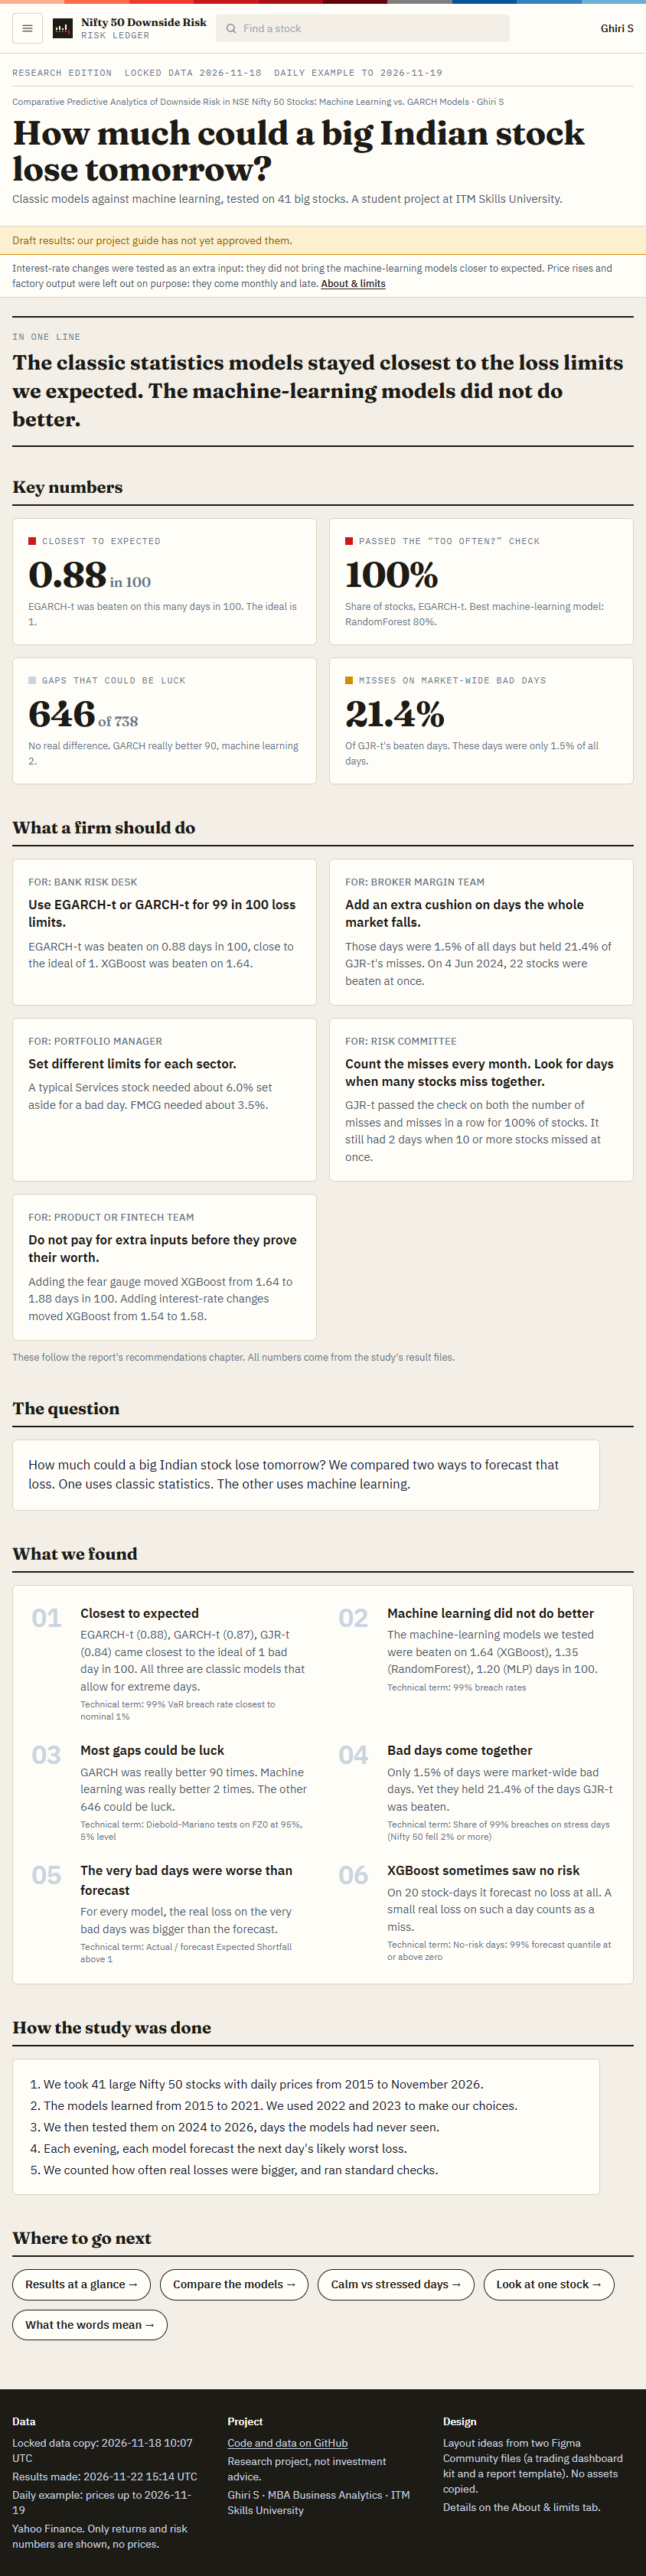 Nifty 50 Downside Risk
RISK LEDGER
Find a stock
Ghiri S
RESEARCH EDITION LOCKED DATA 2026-11-18 DAILY EXAMPLE TO 2026-11-19
Comparative Predictive Analytics of Downside Risk in NSE Nifty 50 Stocks: Machine Learning vs. GARCH Models · Ghiri S
How much could a big Indian stock
lose tomorrow?
Classic models against machine learning, tested on 41 big stocks. A student project at ITM Skills University.
Draft results: our project guide has not yet approved them.
Interest-rate changes were tested as an extra input: they did not bring the machine-learning models closer to expected. Price rises and
factory output were left out on purpose: they come monthly and late. About & limits
IN ONE LINE
The classic statistics models stayed closest to the loss limits
we expected. The machine-learning models did not do
better.
Key numbers
CLOSEST TO EXPECTED
0.88 in 100
EGARCH-t was beaten on this many days in 100. The ideal is
1.
PASSED THE “TOO OFTEN?” CHECK
100%
Share of stocks, EGARCH-t. Best machine-learning model:
RandomForest 80%.
GAPS THAT COULD BE LUCK
646 of 738
No real difference. GARCH really better 90, machine learning
2.
MISSES ON MARKET-WIDE BAD DAYS
21.4%
Of GJR-t's beaten days. These days were only 1.5% of all
days.
What a firm should do
FOR: BANK RISK DESK
Use EGARCH-t or GARCH-t for 99 in 100 loss
limits.
EGARCH-t was beaten on 0.88 days in 100, close to
the ideal of 1. XGBoost was beaten on 1.64.
FOR: BROKER MARGIN TEAM
Add an extra cushion on days the whole
market falls.
Those days were 1.5% of all days but held 21.4% of
GJR-t's misses. On 4 Jun 2024, 22 stocks were
beaten at once.
FOR: PORTFOLIO MANAGER
Set different limits for each sector.
A typical Services stock needed about 6.0% set
aside for a bad day. FMCG needed about 3.5%.
FOR: RISK COMMITTEE
Count the misses every month. Look for days
when many stocks miss together.
GJR-t passed the check on both the number of
misses and misses in a row for 100% of stocks. It
still had 2 days when 10 or more stocks missed at
once.
FOR: PRODUCT OR FINTECH TEAM
Do not pay for extra inputs before they prove
their worth.
Adding the fear gauge moved XGBoost from 1.64 to
1.88 days in 100. Adding interest-rate changes
moved XGBoost from 1.54 to 1.58.
These follow the report's recommendations chapter. All numbers come from the study's result files.
The question
How much could a big Indian stock lose tomorrow? We compared two ways to forecast that
loss. One uses classic statistics. The other uses machine learning.
What we found
01
Closest to expected
EGARCH-t (0.88), GARCH-t (0.87), GJR-t
(0.84) came closest to the ideal of 1 bad
day in 100. All three are classic models that
allow for extreme days.
Technical term: 99% VaR breach rate closest to
nominal 1%
02
Machine learning did not do better
The machine-learning models we tested
were beaten on 1.64 (XGBoost), 1.35
(RandomForest), 1.20 (MLP) days in 100.
Technical term: 99% breach rates
03
Most gaps could be luck
GARCH was really better 90 times. Machine
learning was really better 2 times. The other
646 could be luck.
Technical term: Diebold-Mariano tests on FZ0 at 95%,
5% level
04
Bad days come together
Only 1.5% of days were market-wide bad
days. Yet they held 21.4% of the days GJR-t
was beaten.
Technical term: Share of 99% breaches on stress days
(Nifty 50 fell 2% or more)
05
The very bad days were worse than
forecast
For every model, the real loss on the very
bad days was bigger than the forecast.
Technical term: Actual / forecast Expected Shortfall
above 1
06
XGBoost sometimes saw no risk
On 20 stock-days it forecast no loss at all. A
small real loss on such a day counts as a
miss.
Technical term: No-risk days: 99% forecast quantile at
or above zero
How the study was done
1. We took 41 large Nifty 50 stocks with daily prices from 2015 to November 2026.
2. The models learned from 2015 to 2021. We used 2022 and 2023 to make our choices.
3. We then tested them on 2024 to 2026, days the models had never seen.
4. Each evening, each model forecast the next day's likely worst loss.
5. We counted how often real losses were bigger, and ran standard checks.
Where to go next
Results at a glance →
Compare the models →
Calm vs stressed days →
Look at one stock →
What the words mean →
Data
Locked data copy: 2026-11-18 10:07
UTC
Results made: 2026-11-22 15:14 UTC
Daily example: prices up to 2026-11-
19
Yahoo Finance. Only returns and risk
numbers are shown, no prices.
Project
Code and data on GitHub
Research project, not investment
advice.
Ghiri S · MBA Business Analytics · ITM
Skills University
Design
Layout ideas from two Figma
Community files (a trading dashboard
kit and a report template). No assets
copied.
Details on the About & limits tab.